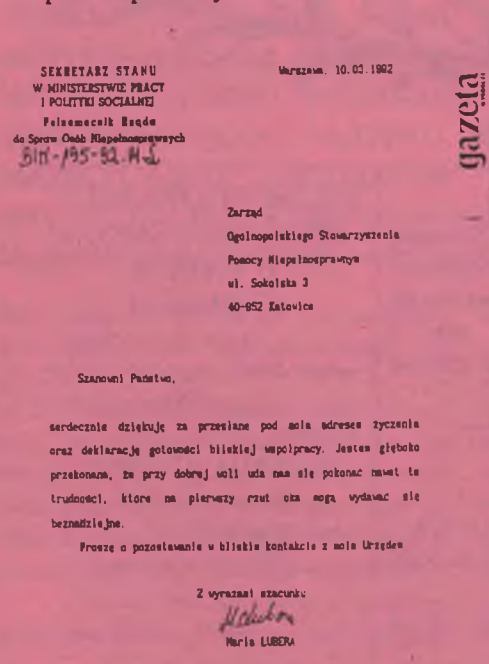 SEKRETARZ STANU
W MINISTERSTWIE PRACY
I POLITYKI SOCJALNEJ
Pełnomocnik Rządu
do Spraw Osób Niepełnosprawnych
BIN-195-92-ML
Warszawa, 10.03.1992
gazeta
Zarząd
Ogólnopolskiego Stowarzyszenia
Pomocy Niepełnosprawnym
ul. Sokolska 3
40-952 Katowice
Szanowni Państwo,
serdecznie dziękuję za przesłane pod moim adresem życzenia
oraz deklarację gotowości bliskiej współpracy. Jestem głęboko
przekonana, że przy dobrej woli uda nam się pokonać nawet te
trudności, które na pierwszy rzut oka mogą wydawać się
beznadziejne.
Proszę o pozostawanie w bliskim kontakcie z moim Urzędem
Z wyrazami szacunku
Maria LUBERA